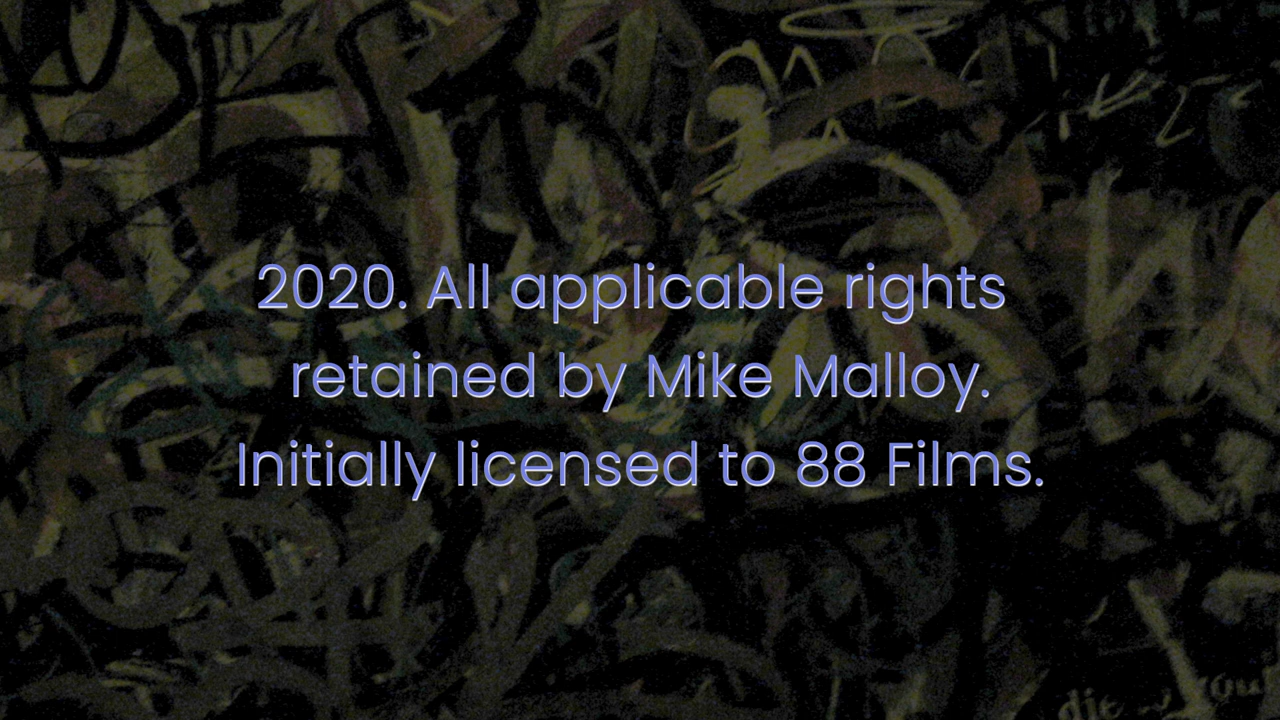 2020. All applicable rights
retained by Mike Malloy.
Initially licensed to 88 Films.